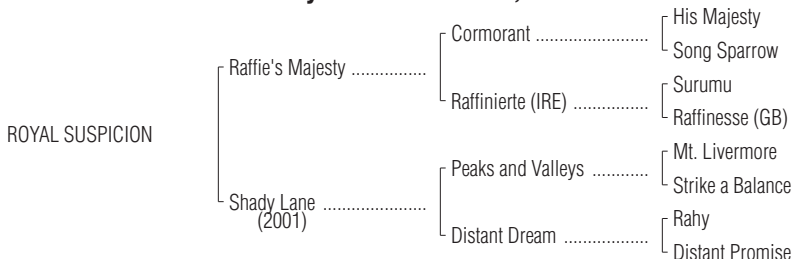 His Majesty
Cormorant ....................
Song Sparrow
Raffie's Majesty ................
Surumu
Raffinierte (IRE) ................
Raffinesse (GB)
ROYAL SUSPICION
Mt. Livermore
Peaks and Valleys ............
Strike a Balance
Shady Lane ......................
(2001)
Rahy
Distant Dream ..................
Distant Promise